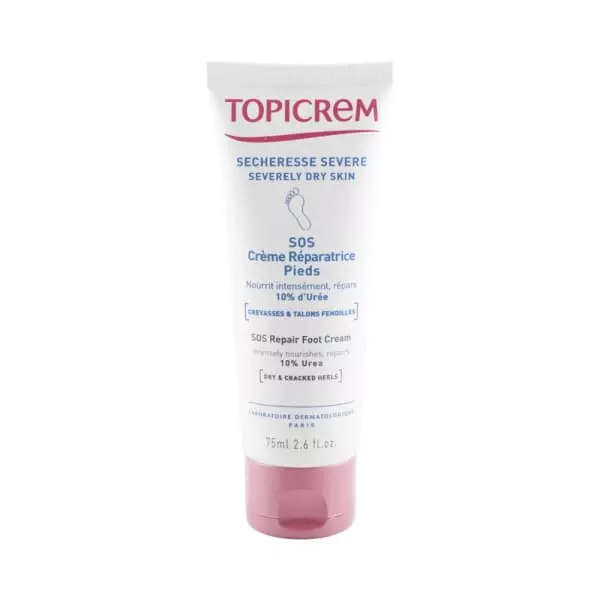 TOPICREM
SECHERESSE SEVERE
SEVERELY DRY SKIN
SOS
Crème Réparatrice
Pieds
Nourrit intensément, répare
10% d'Urée
[CREVASSES & TALONS FENDILLES]
SOS Repair Foot Cream
intensely nourishes, repairs
10% Urea
[DRY & CRACKED HEELS]
LABORATOIRE DERMATOLOGIQUE
PARIS
75ml 2.6 fl.oz.